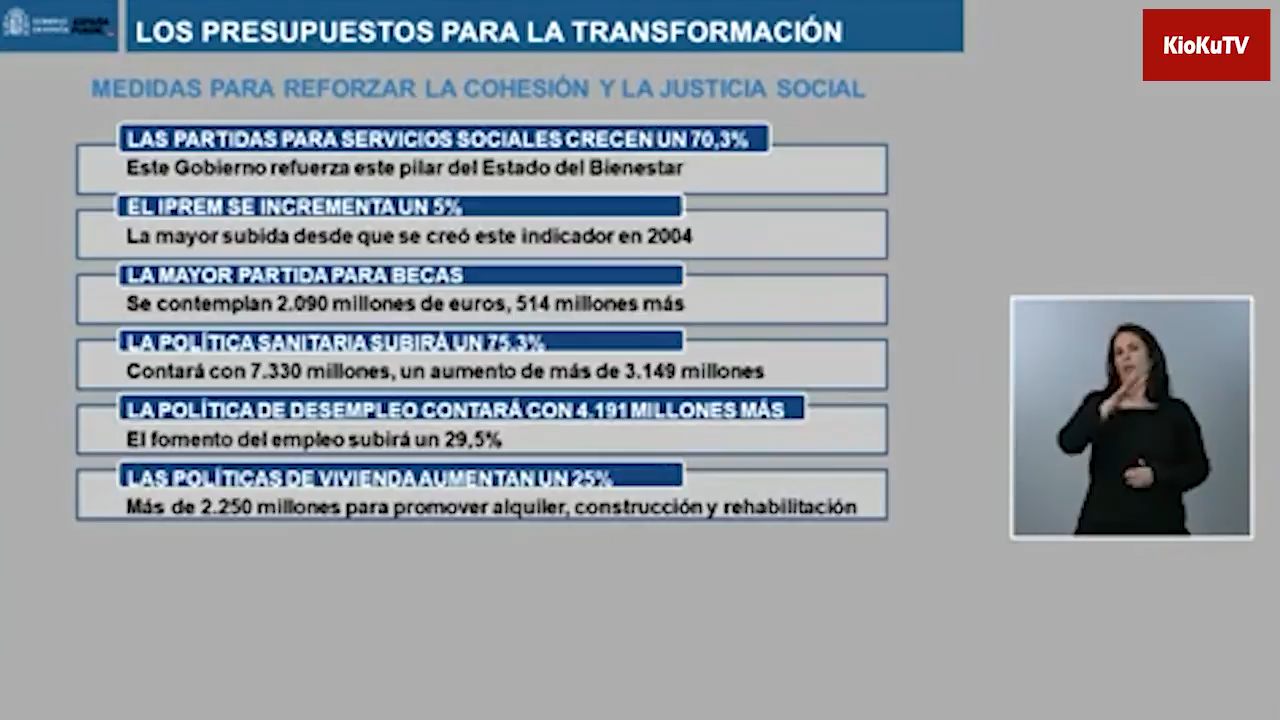 LOS PRESUPUESTOS PARA LA TRANSFORMACIÓN
KioKuTV
MEDIDAS PARA REFORZAR LA COHESIÓN Y LA JUSTICIA SOCIAL
LAS PARTIDAS PARA SERVICIOS SOCIALES CRECEN UN 70,3%
Este Gobierno refuerza este pilar del Estado del Bienestar
EL IPREM SE INCREMENTA UN 5%
La mayor subida desde que se creó este indicador en 2004
LA MAYOR PARTIDA PARA BECAS
Se contemplan 2.090 millones de euros, 514 millones más
LA POLÍTICA SANITARIA SUBIRÁ UN 75,3%
Contará con 7.330 millones, un aumento de más de 3.149 millones
LA POLÍTICA DE DESEMPLEO CONTARÁ CON 4.191 MILLONES MÁS
El fomento del empleo subirá un 29,5%
LAS POLÍTICAS DE VIVIENDA AUMENTAN UN 25%
Más de 2.250 millones para promover alquiler, construcción y rehabilitación